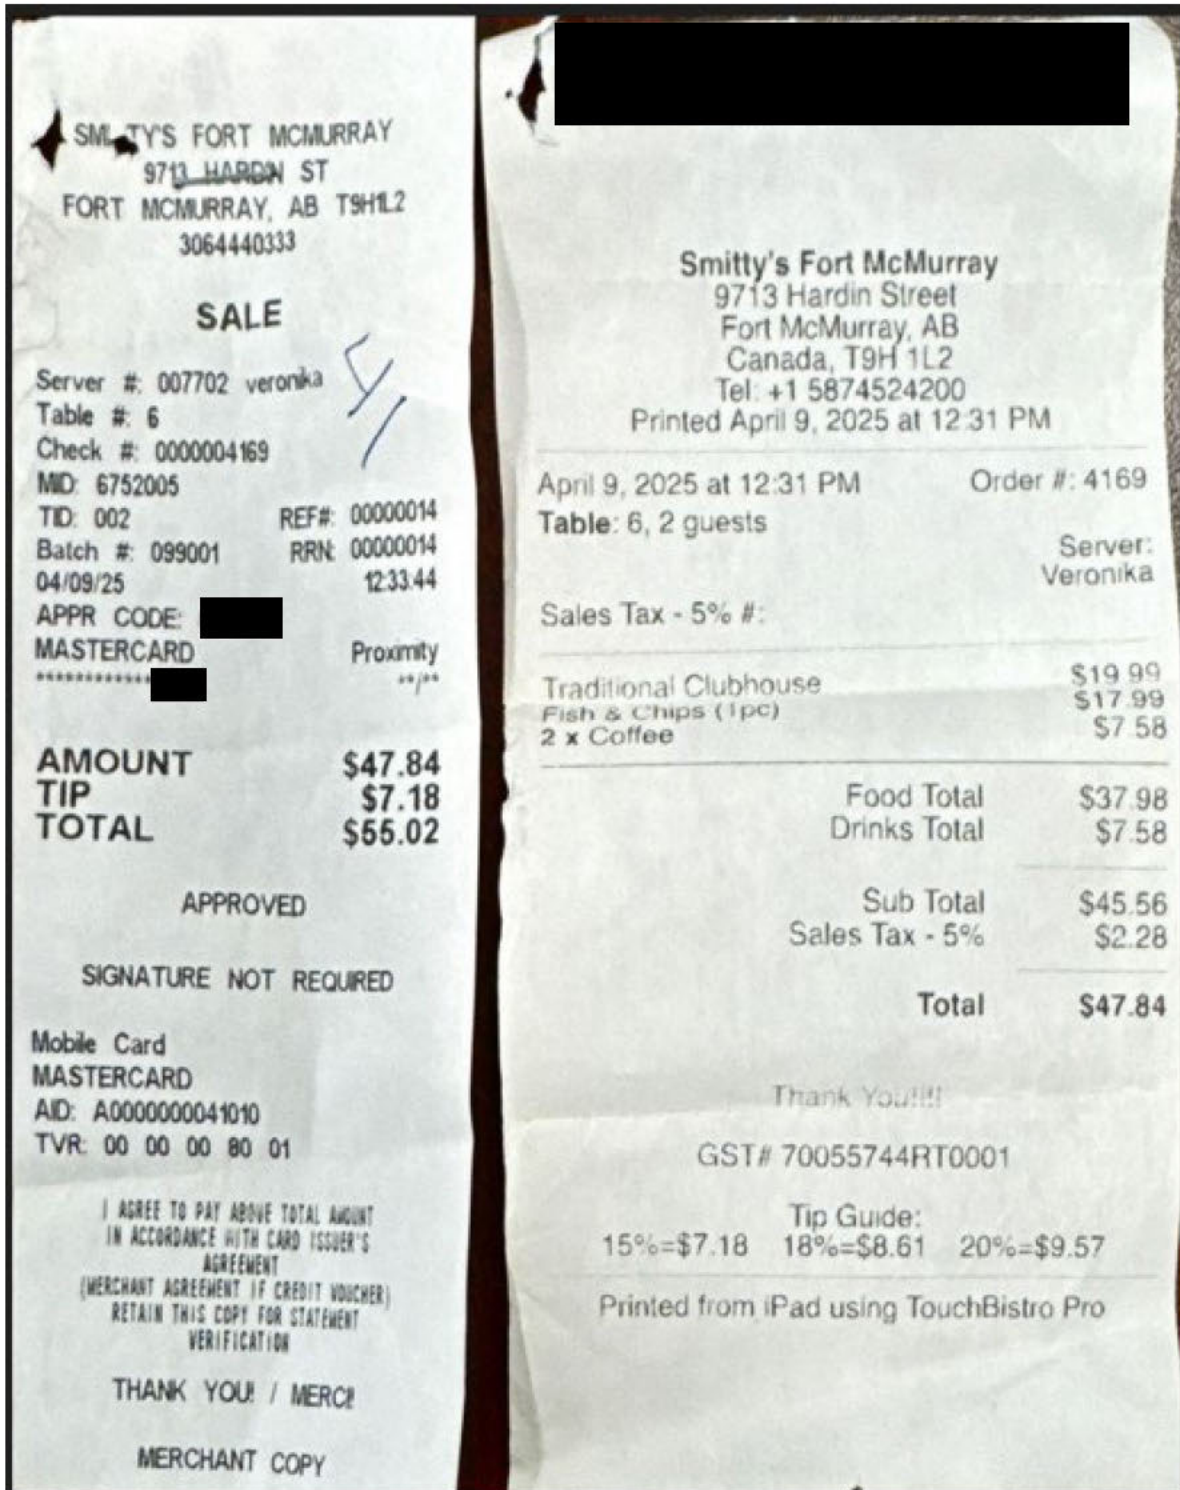 SMITTY'S FORT MCMURRAY
9713 HARDIN ST
FORT MCMURRAY, AB T9H1L2
3064440333
SALE
Server #: 007702 veronika
Table #: 6
Check #: 0000004169
MID: 6752005
TID: 002 REF#: 00000014
Batch #: 099001 RRN: 00000014
04/09/25 12:33:44
APPR CODE:
MASTERCARD Proximity
************ **/**
AMOUNT $47.84
TIP $7.18
TOTAL $55.02
APPROVED
SIGNATURE NOT REQUIRED
Mobile Card
MASTERCARD
AID: A0000000041010
TVR: 00 00 00 80 01
I AGREE TO PAY ABOVE TOTAL AMOUNT
IN ACCORDANCE WITH CARD ISSUER'S
AGREEMENT
(MERCHANT AGREEMENT IF CREDIT VOUCHER)
RETAIN THIS COPY FOR STATEMENT
VERIFICATION
THANK YOU! / MERCI!
MERCHANT COPY
Smitty's Fort McMurray
9713 Hardin Street
Fort McMurray, AB
Canada, T9H 1L2
Tel: +1 5874524200
Printed April 9, 2025 at 12:31 PM
April 9, 2025 at 12:31 PM Order #: 4169
Table: 6, 2 guests
Server:
Veronika
Sales Tax - 5% #:
Traditional Clubhouse $19.99
Fish & Chips (1pc) $17.99
2 x Coffee $7.58
Food Total $37.98
Drinks Total $7.58
Sub Total $45.56
Sales Tax - 5% $2.28
Total $47.84
Thank You!!!!
GST# 70055744RT0001
Tip Guide:
15%=$7.18 18%=$8.61 20%=$9.57
Printed from iPad using TouchBistro Pro